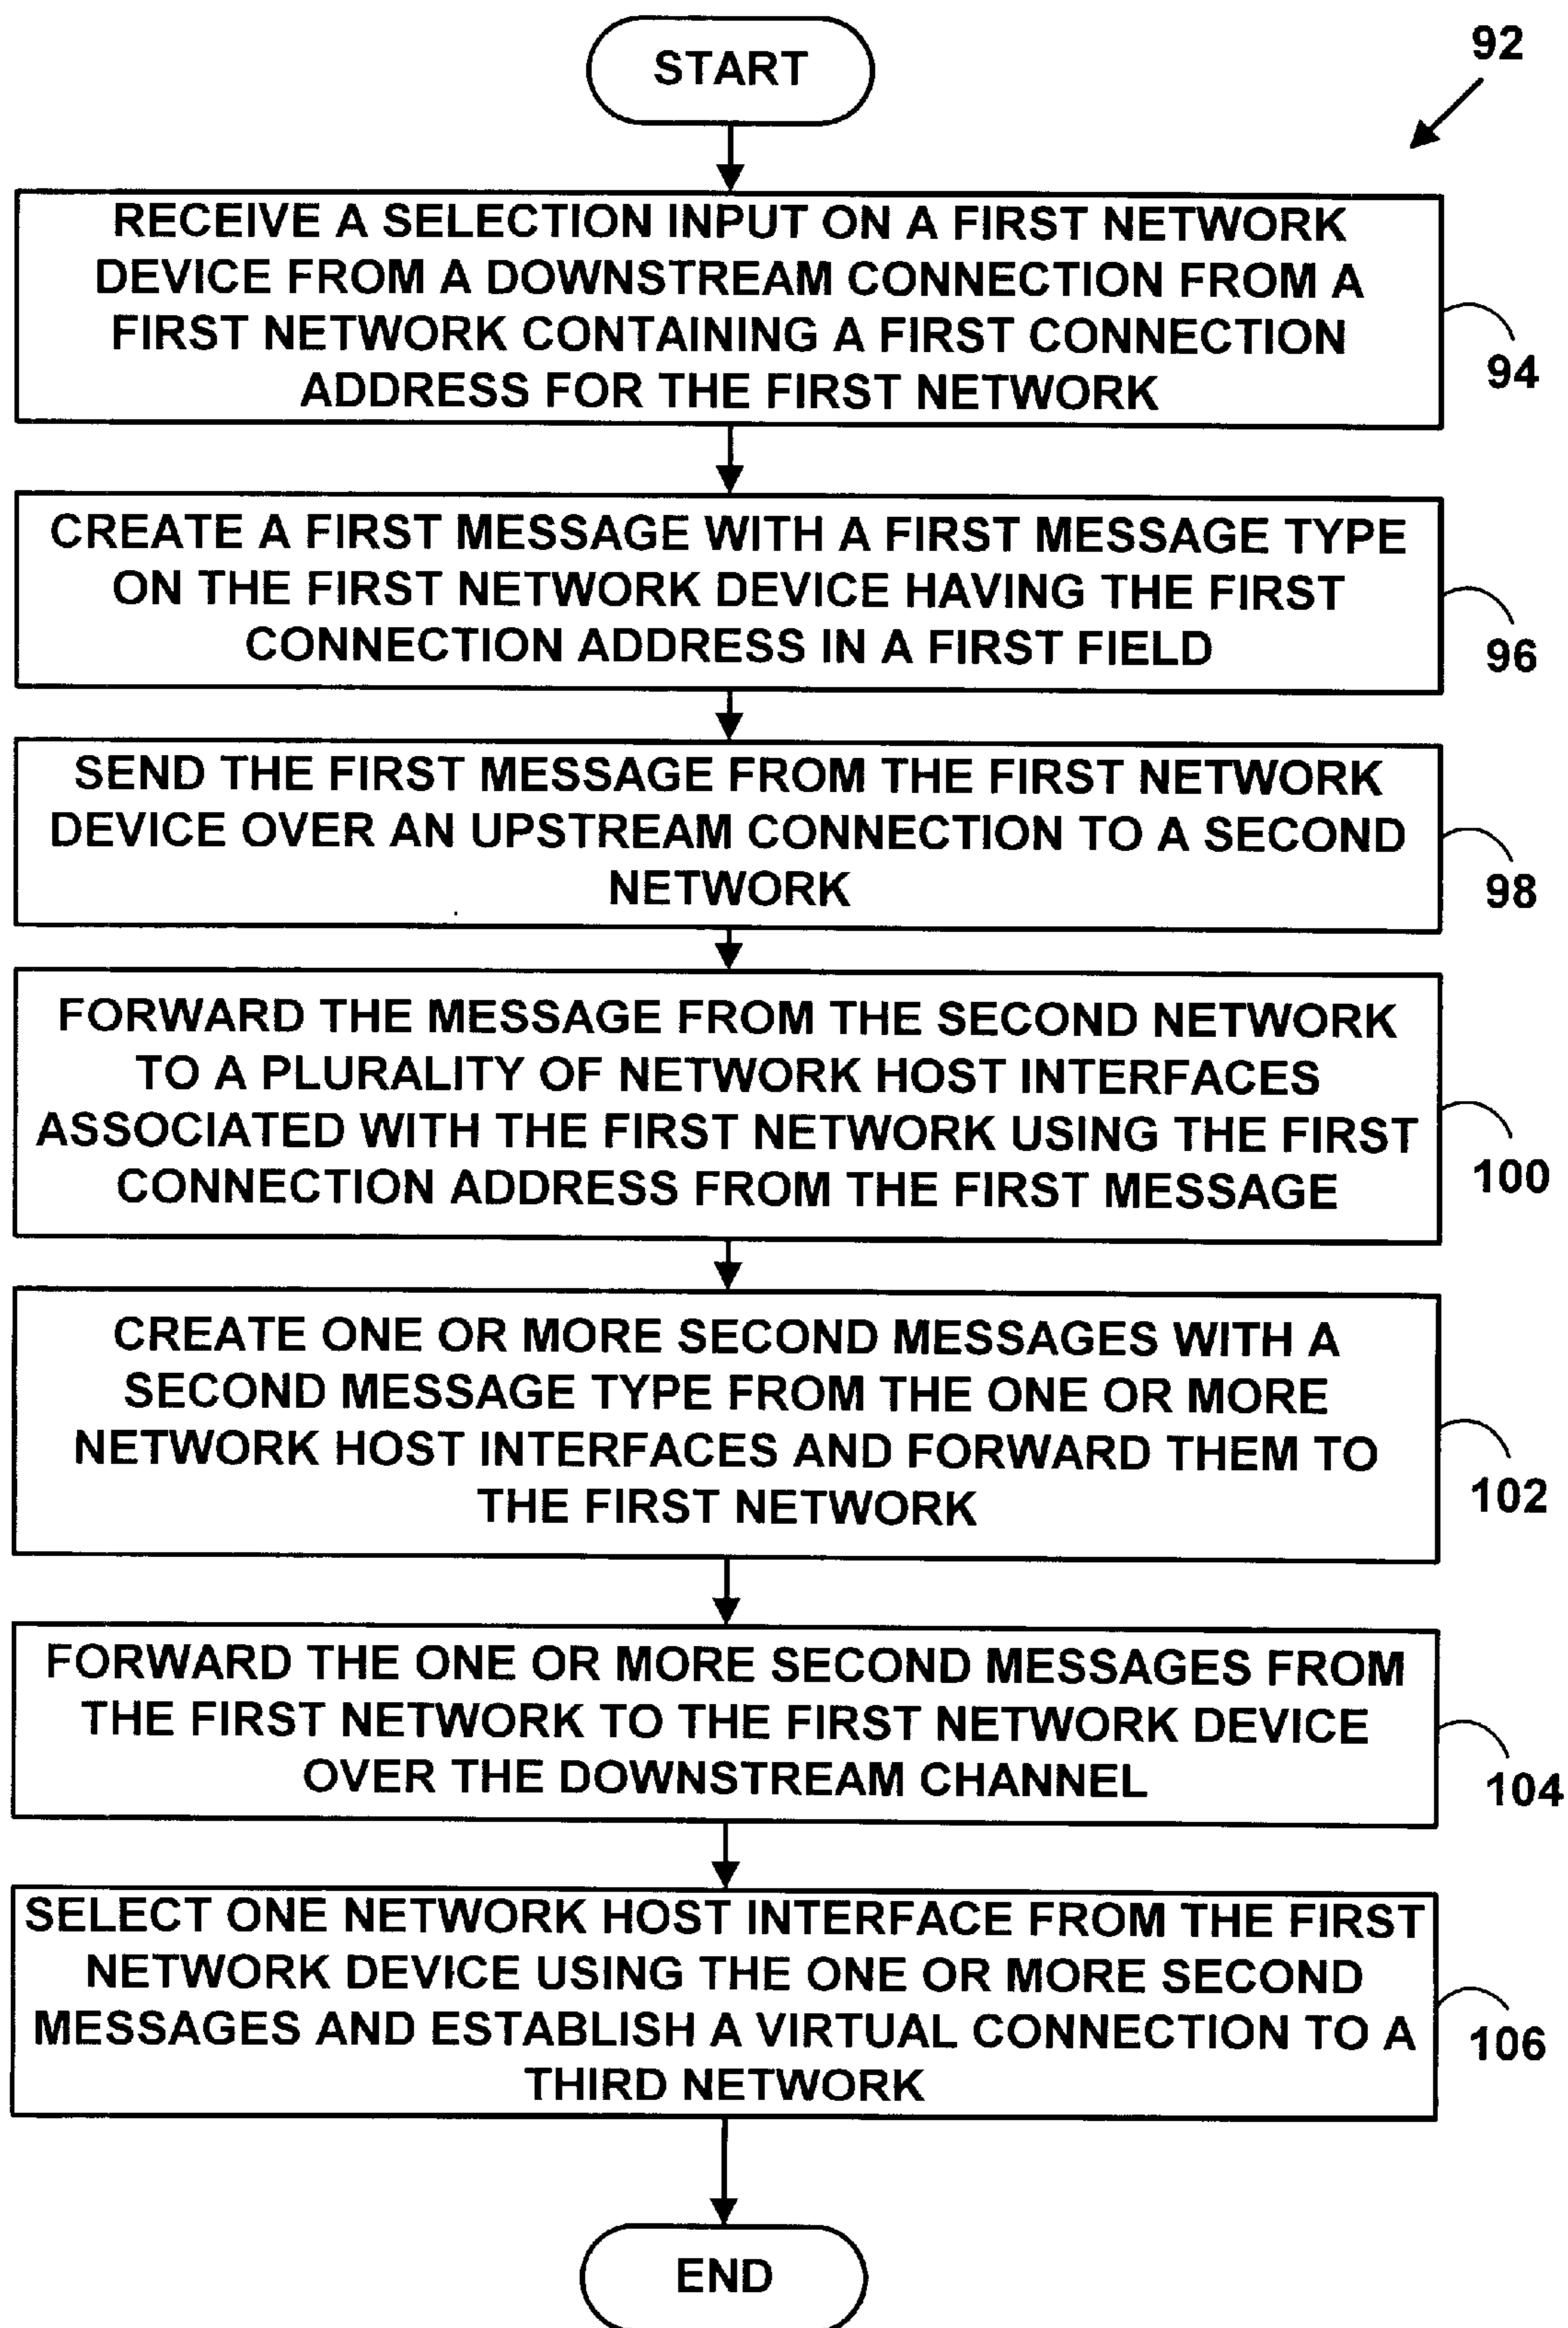 START
92
RECEIVE A SELECTION INPUT ON A FIRST NETWORK
DEVICE FROM A DOWNSTREAM CONNECTION FROM A
FIRST NETWORK CONTAINING A FIRST CONNECTION
ADDRESS FOR THE FIRST NETWORK
94
CREATE A FIRST MESSAGE WITH A FIRST MESSAGE TYPE
ON THE FIRST NETWORK DEVICE HAVING THE FIRST
CONNECTION ADDRESS IN A FIRST FIELD
96
SEND THE FIRST MESSAGE FROM THE FIRST NETWORK
DEVICE OVER AN UPSTREAM CONNECTION TO A SECOND
NETWORK
98
FORWARD THE MESSAGE FROM THE SECOND NETWORK
TO A PLURALITY OF NETWORK HOST INTERFACES
ASSOCIATED WITH THE FIRST NETWORK USING THE FIRST
CONNECTION ADDRESS FROM THE FIRST MESSAGE
100
CREATE ONE OR MORE SECOND MESSAGES WITH A
SECOND MESSAGE TYPE FROM THE ONE OR MORE
NETWORK HOST INTERFACES AND FORWARD THEM TO
THE FIRST NETWORK
102
FORWARD THE ONE OR MORE SECOND MESSAGES FROM
THE FIRST NETWORK TO THE FIRST NETWORK DEVICE
OVER THE DOWNSTREAM CHANNEL
104
SELECT ONE NETWORK HOST INTERFACE FROM THE FIRST
NETWORK DEVICE USING THE ONE OR MORE SECOND
MESSAGES AND ESTABLISH A VIRTUAL CONNECTION TO A
THIRD NETWORK
106
END